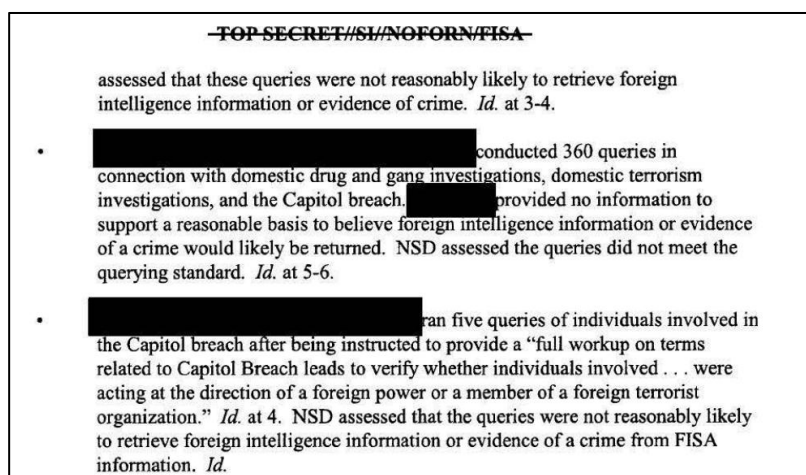 TOP SECRET//SI//NOFORN/FISA
assessed that these queries were not reasonably likely to retrieve foreign
intelligence information or evidence of crime. Id. at 3-4.
• conducted 360 queries in
connection with domestic drug and gang investigations, domestic terrorism
investigations, and the Capitol breach. provided no information to
support a reasonable basis to believe foreign intelligence information or evidence
of a crime would likely be returned. NSD assessed the queries did not meet the
querying standard. Id. at 5-6.
• ran five queries of individuals involved in
the Capitol breach after being instructed to provide a “full workup on terms
related to Capitol Breach leads to verify whether individuals involved . . . were
acting at the direction of a foreign power or a member of a foreign terrorist
organization.” Id. at 4. NSD assessed that the queries were not reasonably likely
to retrieve foreign intelligence information or evidence of a crime from FISA
information. Id.